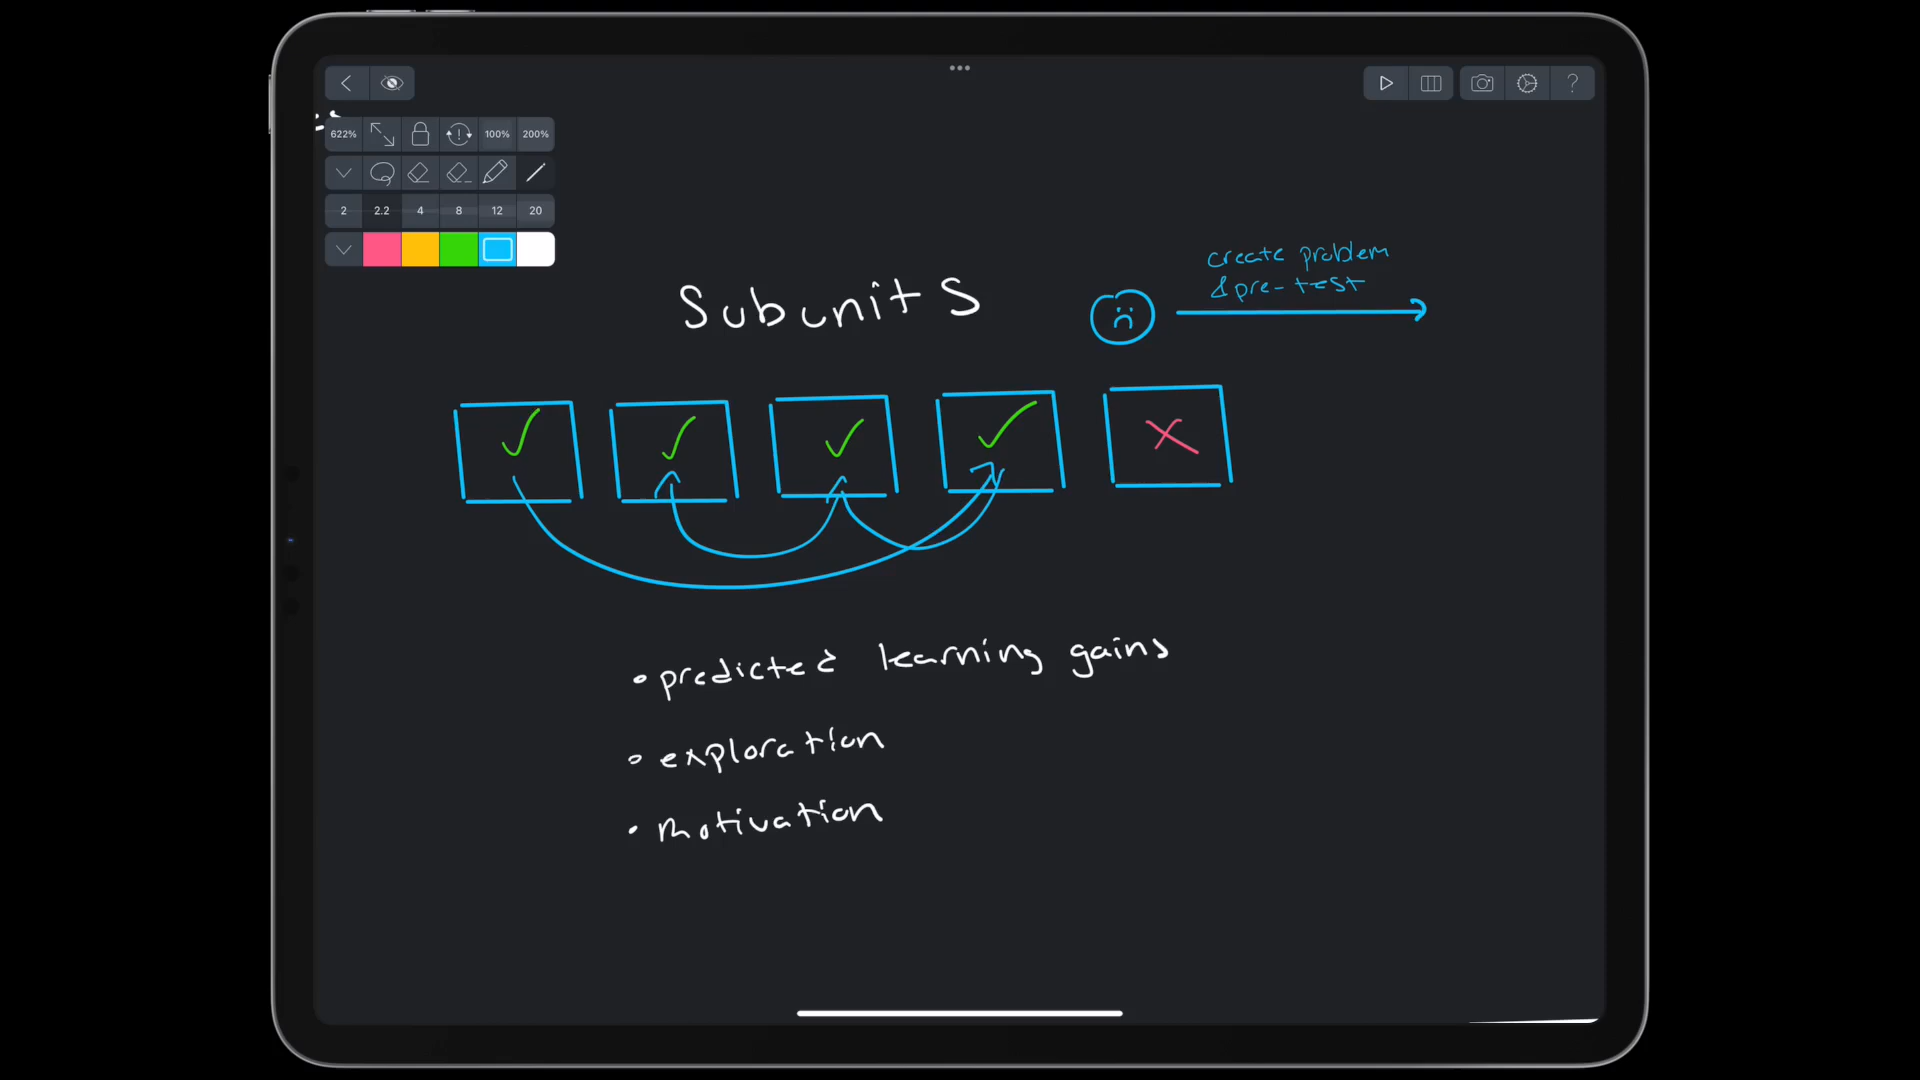 622%
100%
200%
2
2.2
4
8
12
20
?
create problem
& pre-test
Subunits
• predicted learning gains
• exploration
• motivation